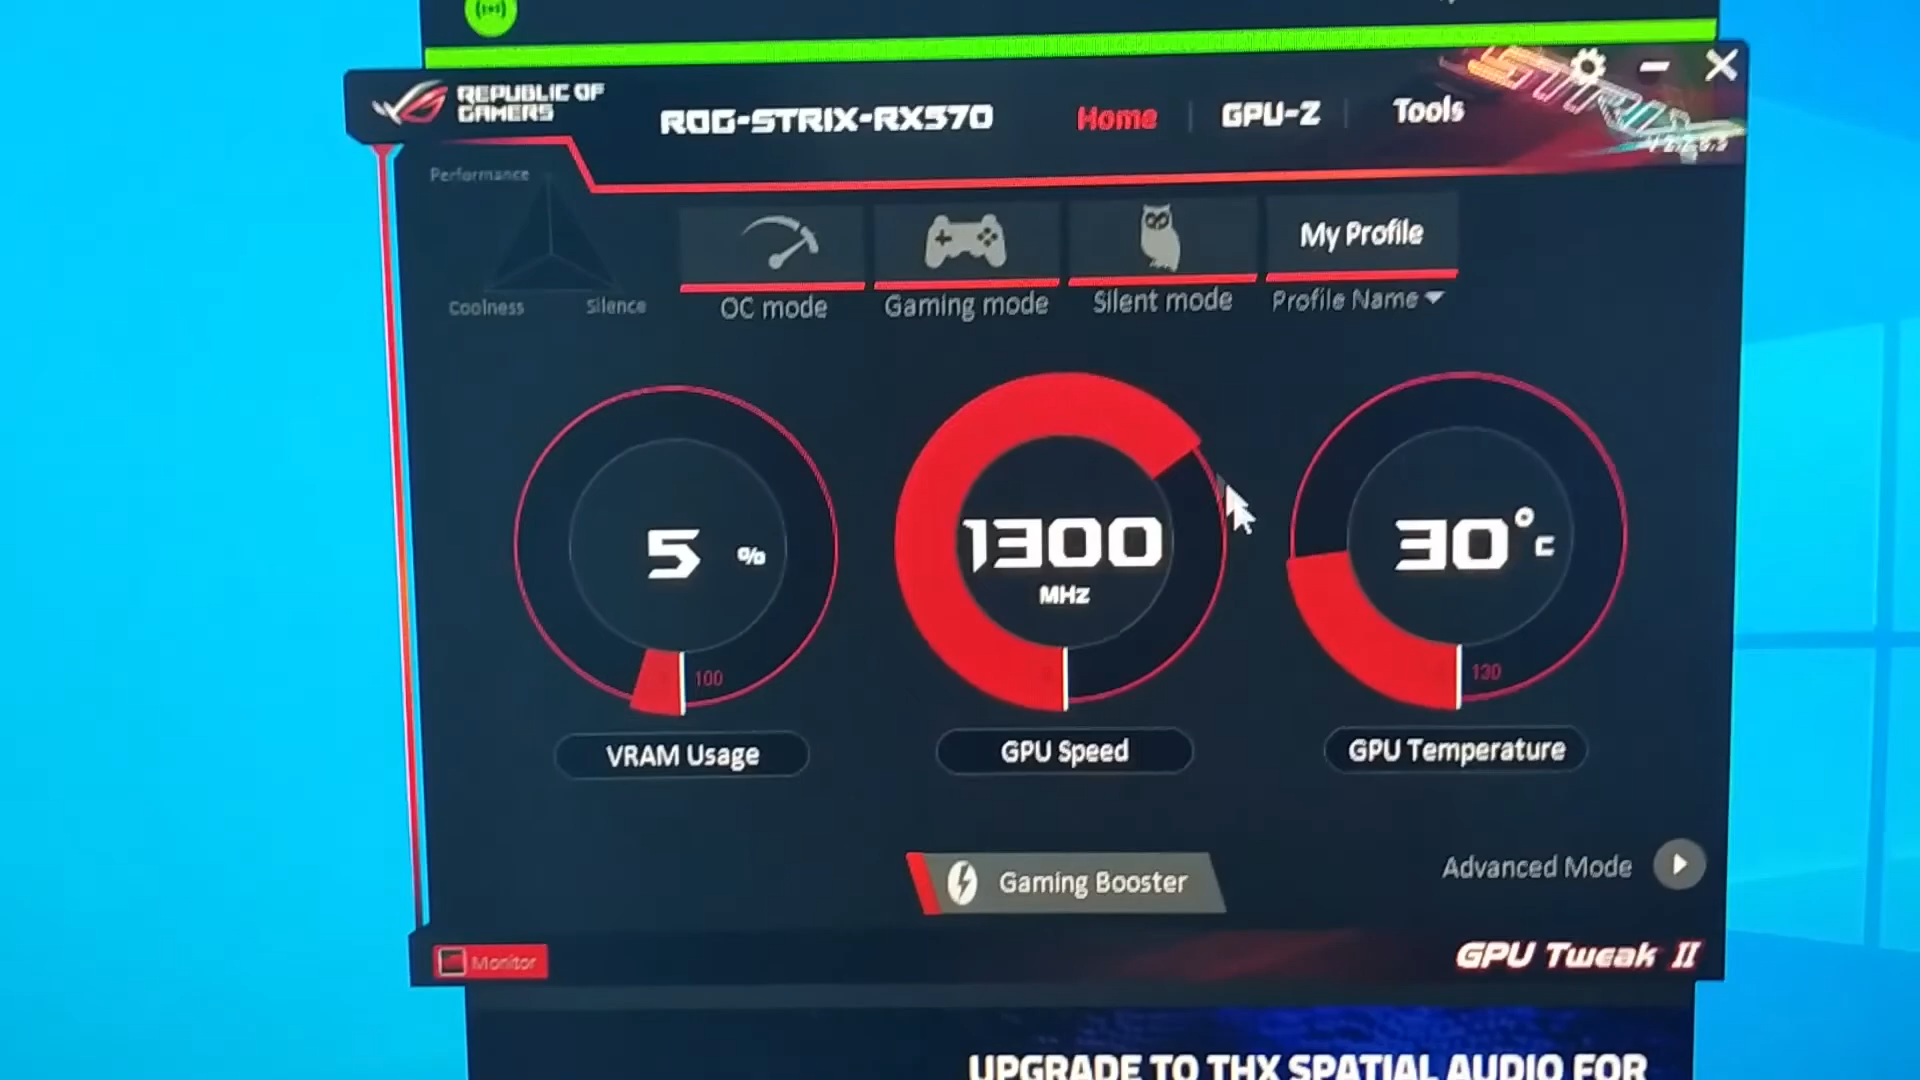 REPUBLIC OF
GAMERS
ROG-STRIX-RX570
Home
GPU-Z
Tools
STRIX
Performance
Coolness
Silence
My Profile
OC mode
Gaming mode
Silent mode
Profile Name
5 %
1300
MHz
30°C
100
130
VRAM Usage
GPU Speed
GPU Temperature
Gaming Booster
Advanced Mode
Monitor
GPU Tweak II
UPGRADE TO THX SPATIAL AUDIO FOR